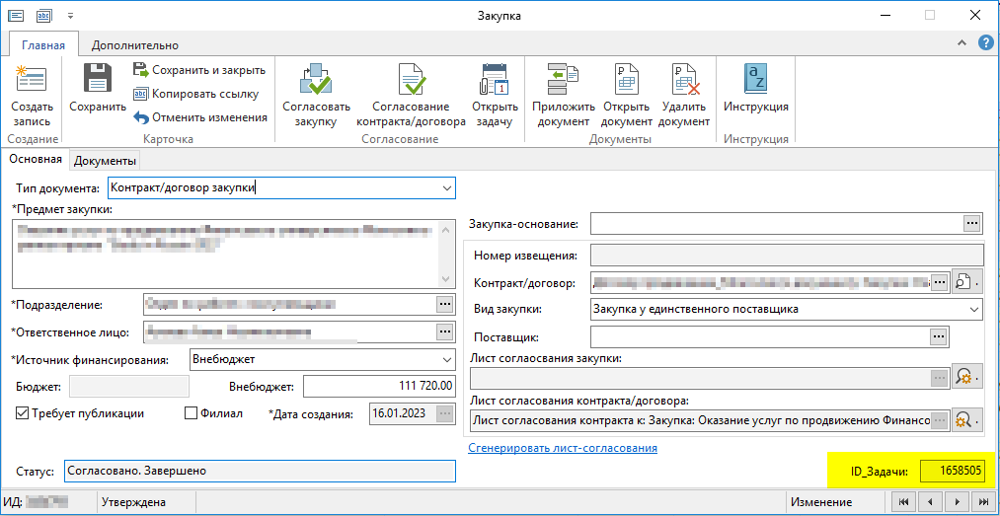 abc
Закупка
Главная
Дополнительно
Создать запись
Создание
Сохранить
Сохранить и закрыть
abc Копировать ссылку
Отменить изменения
Карточка
Согласовать закупку
Согласование контракта/договора
Открыть задачу
Согласование
Приложить документ
Открыть документ
Удалить документ
Документы
Инструкция
Инструкция
Основная
Документы
Тип документа: Контракт/договор закупки
*Предмет закупки:
*Подразделение:
*Ответственное лицо:
*Источник финансирования: Внебюджет
Бюджет:
Внебюджет: 111 720.00
Требует публикации
Филиал
*Дата создания: 16.01.2023
Закупка-основание:
Номер извещения:
Контракт/договор:
Вид закупки: Закупка у единственного поставщика
Поставщик:
Лист согласования закупки:
Лист согласования контракта/договора:
Лист согласования контракта к: Закупка: Оказание услуг по продвижению Финансо
Сгенерировать лист-согласования
Статус: Согласовано. Завершено
ID_Задачи: 1658505
ИД:
Утверждена
Изменение